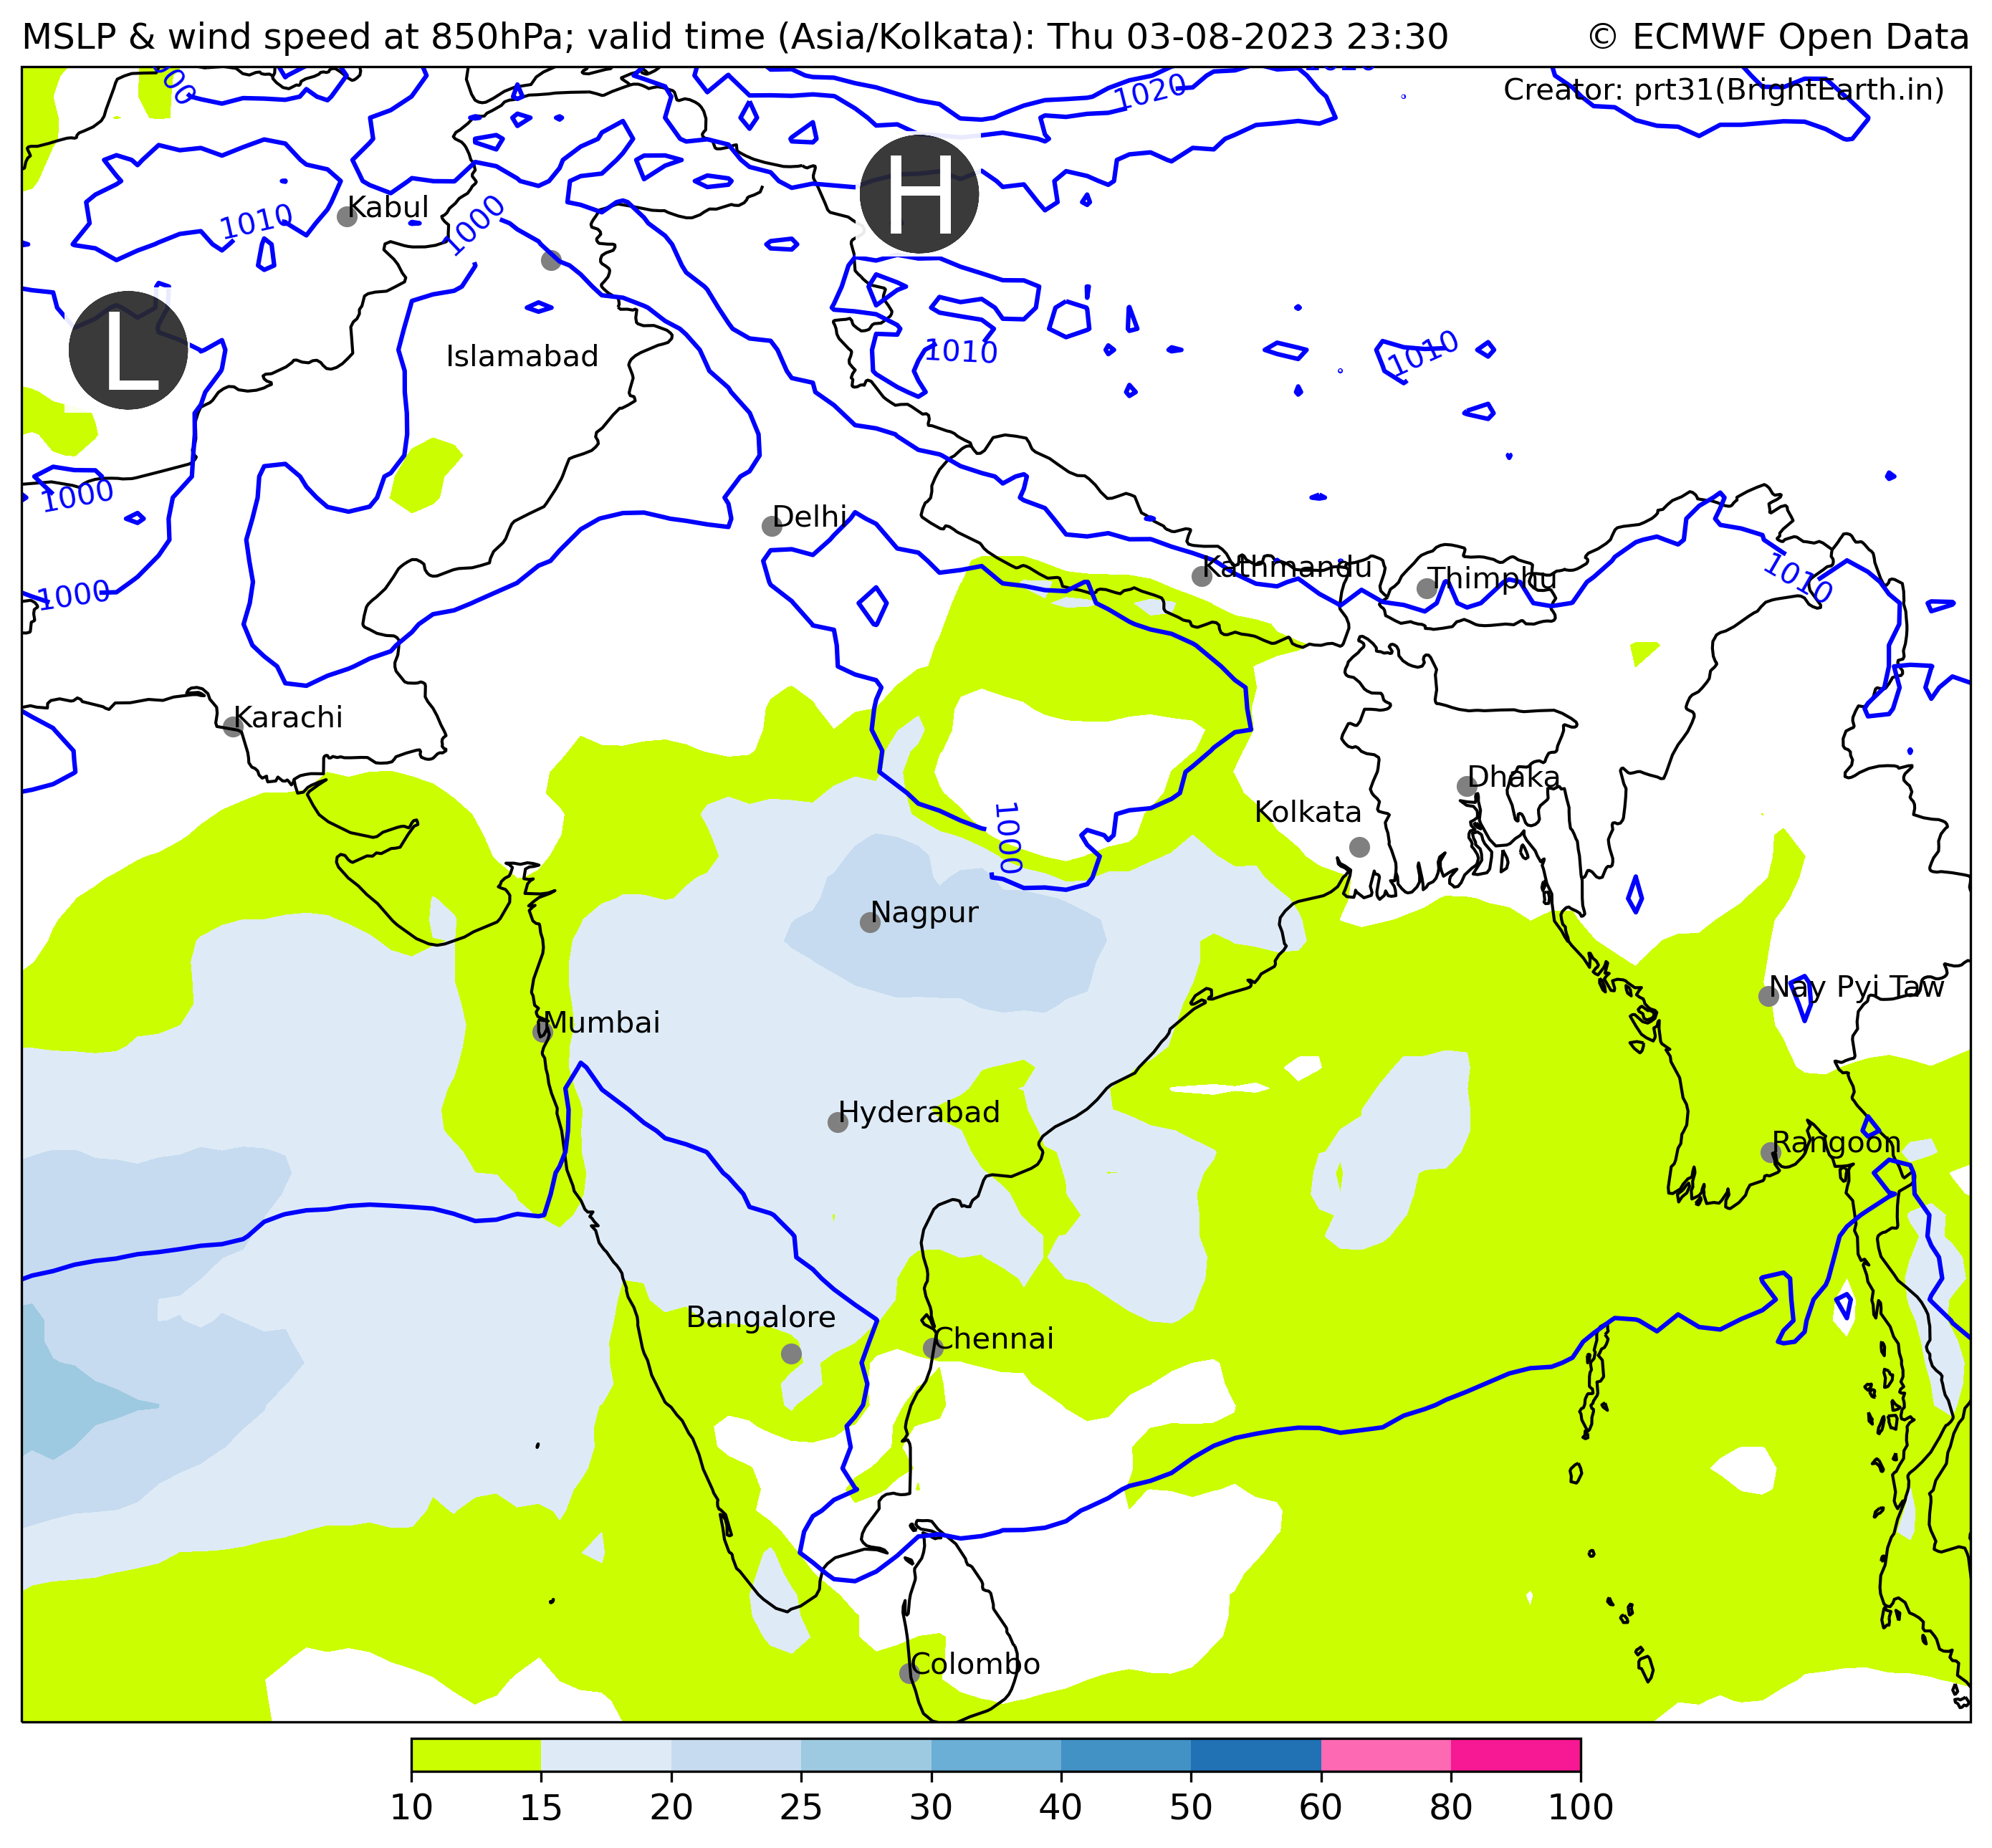 MSLP & wind speed at 850hPa; valid time (Asia/Kolkata): Thu 03-08-2023 23:30
© ECMWF Open Data
Creator: prt31(BrightEarth.in)
1020
H
Kabul
1010
1000
L
Islamabad
1010
1010
1000
Delhi
1000
Kathmandu
Thimphu
1010
Karachi
Dhaka
Kolkata
1000
Nagpur
Nay Pyi Taw
Mumbai
Hyderabad
Rangoon
Bangalore
Chennai
Colombo
10 15 20 25 30 40 50 60 80 100